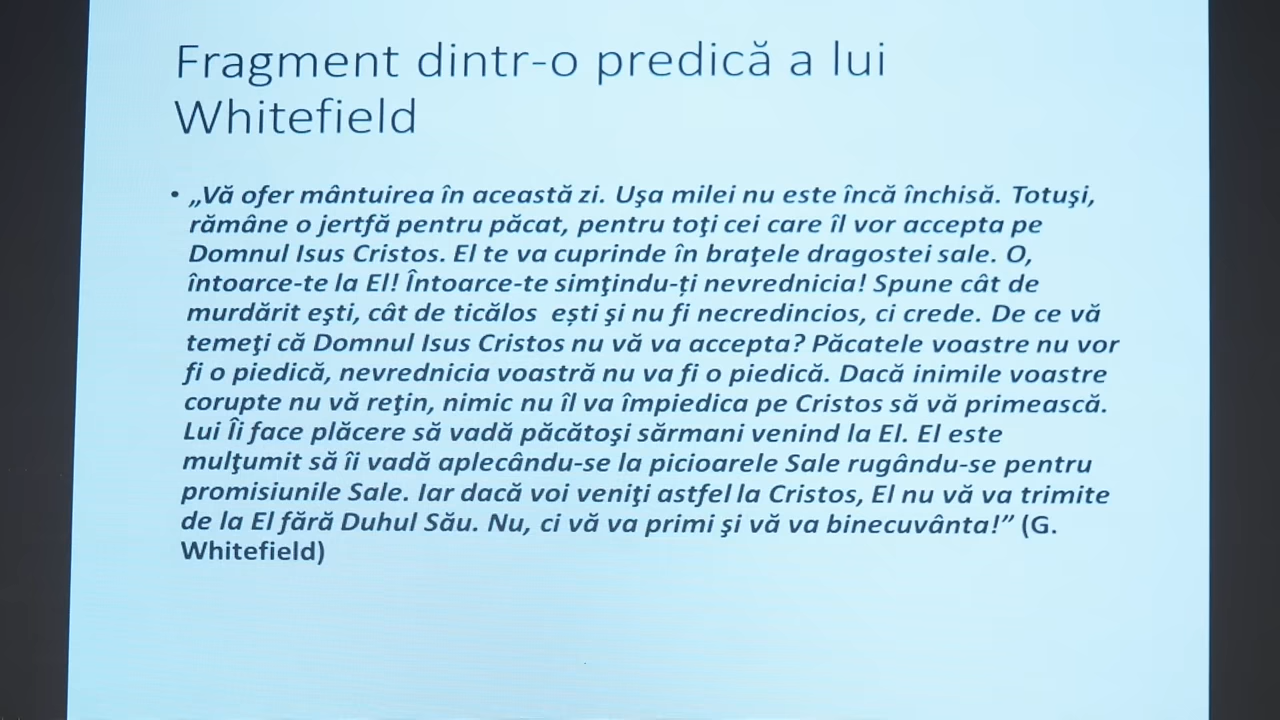 Fragment dintr-o predică a lui
Whitefield
• „Vă ofer mântuirea în această zi. Uşa milei nu este încă închisă. Totuşi,
rămâne o jertfă pentru păcat, pentru toţi cei care îl vor accepta pe
Domnul Isus Cristos. El te va cuprinde în braţele dragostei sale. O,
întoarce-te la El! Întoarce-te simţindu-ți nevrednicia! Spune cât de
murdărit eşti, cât de ticălos ești şi nu fi necredincios, ci crede. De ce vă
temeţi că Domnul Isus Cristos nu vă va accepta? Păcatele voastre nu vor
fi o piedică, nevrednicia voastră nu va fi o piedică. Dacă inimile voastre
corupte nu vă reţin, nimic nu îl va împiedica pe Cristos să vă primească.
Lui Îi face plăcere să vadă păcătoşi sărmani venind la El. El este
mulţumit să îi vadă aplecându-se la picioarele Sale rugându-se pentru
promisiunile Sale. Iar dacă voi veniţi astfel la Cristos, El nu vă va trimite
de la El fără Duhul Său. Nu, ci vă va primi şi vă va binecuvânta!” (G.
Whitefield)